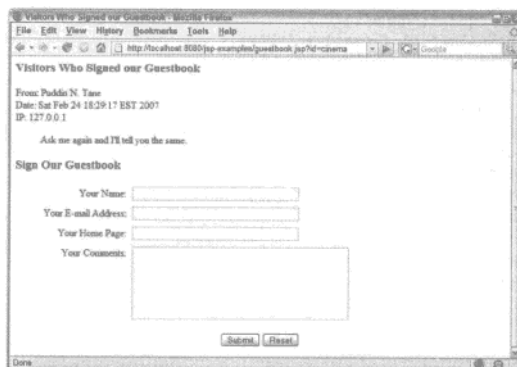 Visitors Who Signed our Guestbook - Mozilla Firefox
File Edit View History Bookmarks Tools Help
http://localhost:8080/jsp-examples/guestbook.jsp?id=cinema
Google
Visitors Who Signed our Guestbook
From: Puddin N. Tane
Date: Sat Feb 24 18:29:17 EST 2007
IP: 127.0.0.1
Ask me again and I'll tell you the same.
Sign Our Guestbook
Your Name:
Your E-mail Address:
Your Home Page:
Your Comments:
Submit Reset
Done